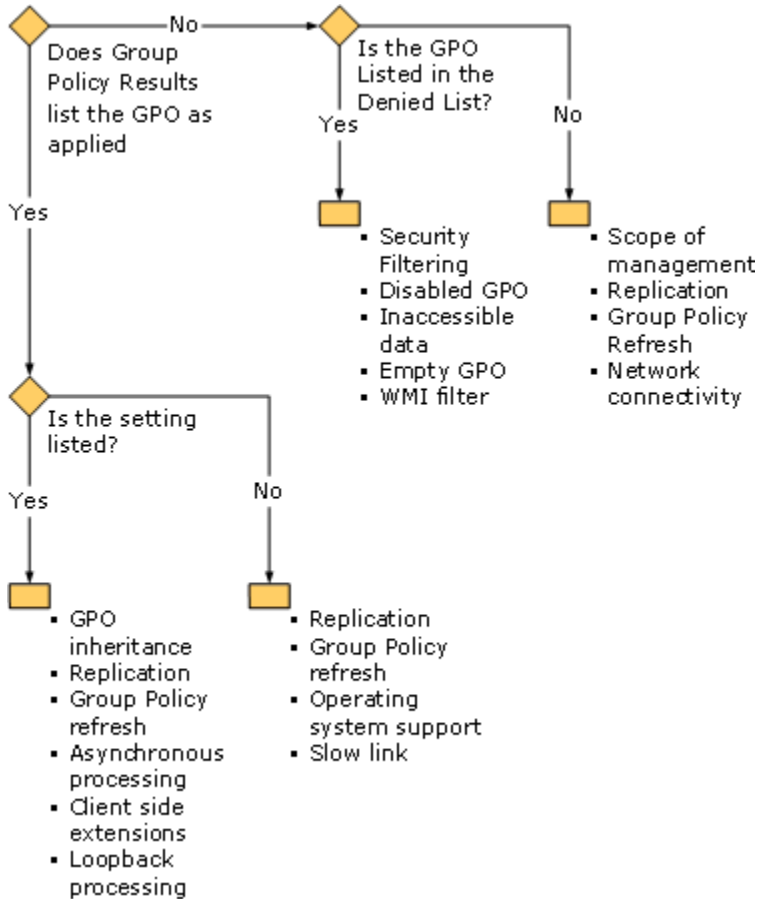 No
Does Group
Policy Results
list the GPO as
applied
Is the GPO
Listed in the
Denied List?
Yes
No
Yes
▪ Security
Filtering
▪ Disabled GPO
▪ Inaccessible
data
▪ Empty GPO
▪ WMI filter
▪ Scope of
management
▪ Replication
▪ Group Policy
Refresh
▪ Network
connectivity
Is the setting
listed?
Yes
No
▪ GPO
inheritance
▪ Replication
▪ Group Policy
refresh
▪ Asynchronous
processing
▪ Client side
extensions
▪ Loopback
processing
▪ Replication
▪ Group Policy
refresh
▪ Operating
system support
▪ Slow link